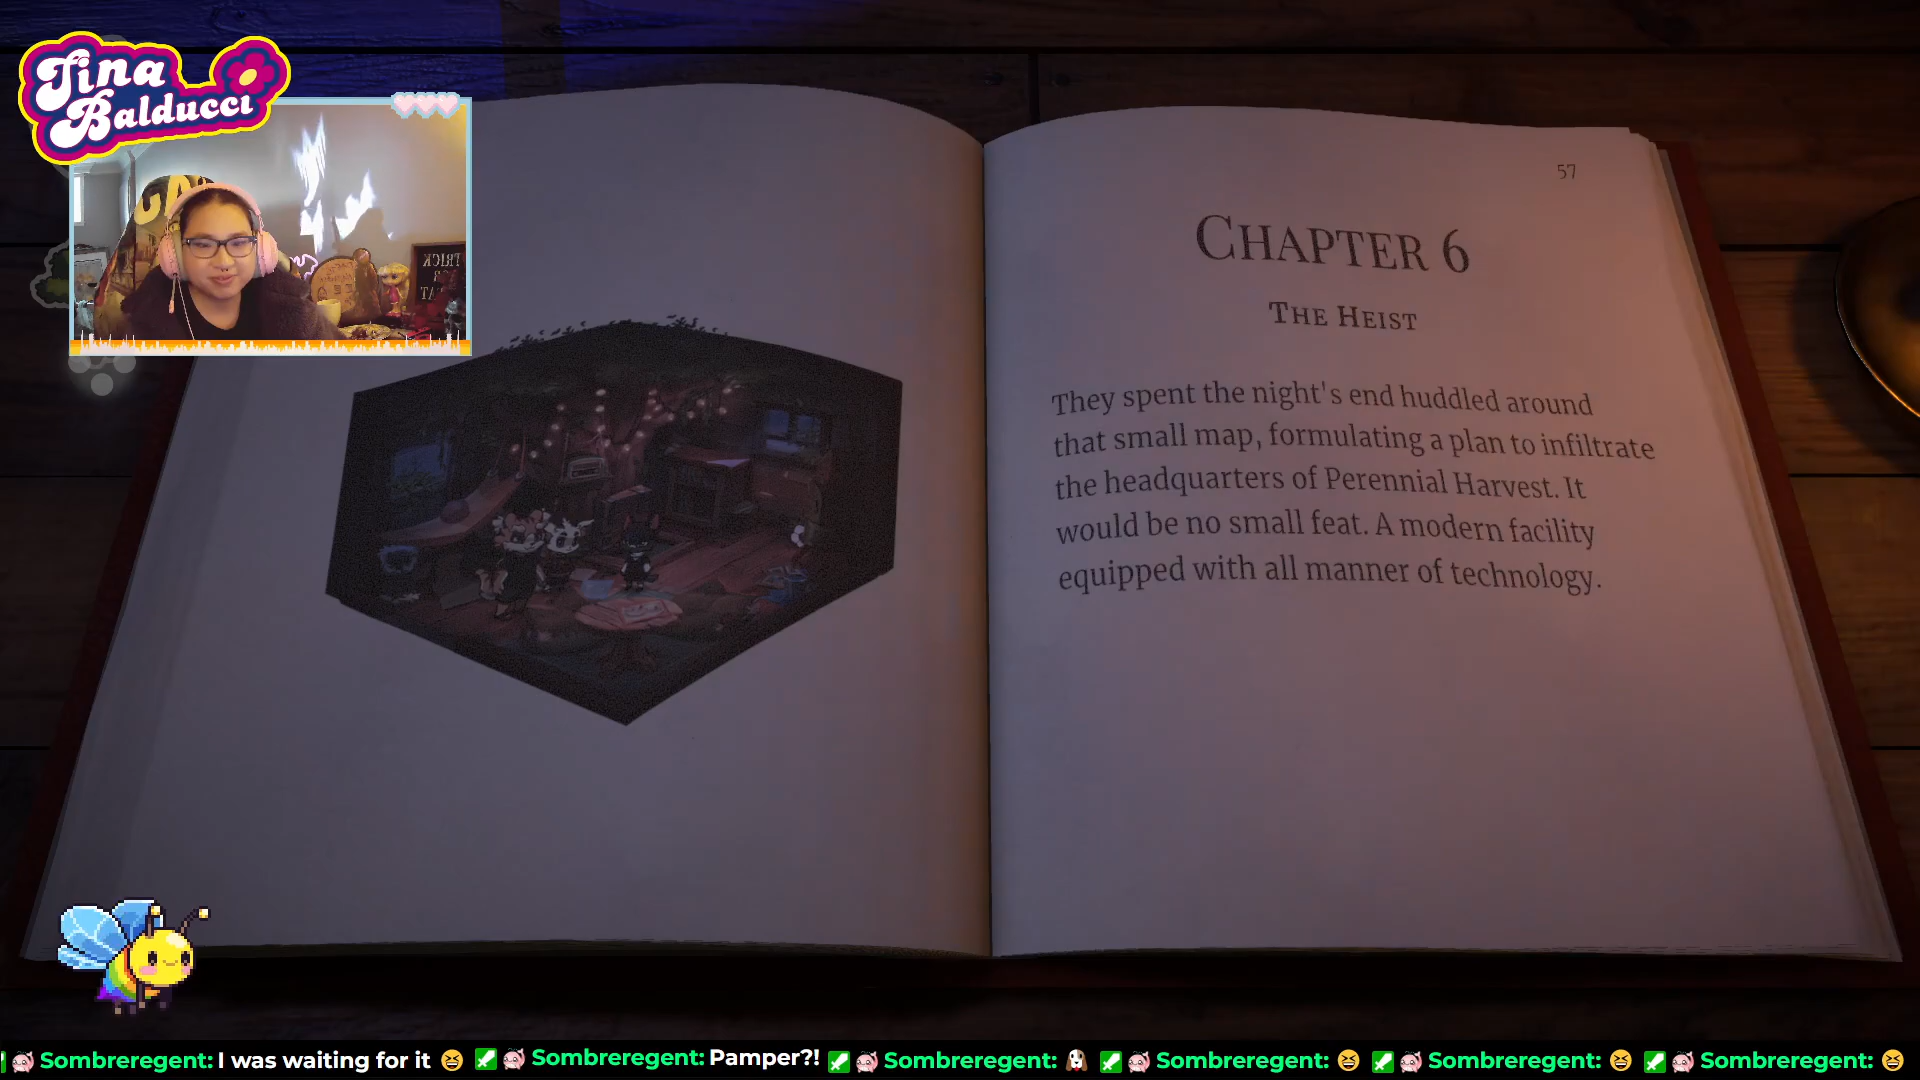 Tina
Balducci
57
CHAPTER 6
THE HEIST
They spent the night's end huddled around
that small map, formulating a plan to infiltrate
the headquarters of Perennial Harvest. It
would be no small feat. A modern facility
equipped with all manner of technology.
Sombreregent: I was waiting for it 😆 Sombreregent: Pamper?! Sombreregent: Sombreregent: 😆 Sombreregent: 😆 Sombreregent: 😆